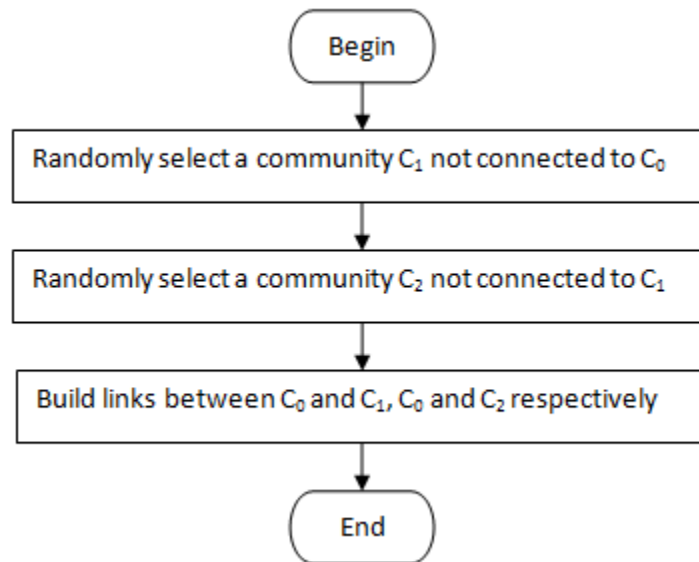 Begin
Randomly select a community C₁ not connected to C₀
Randomly select a community C₂ not connected to C₁
Build links between C₀ and C₁, C₀ and C₂ respectively
End